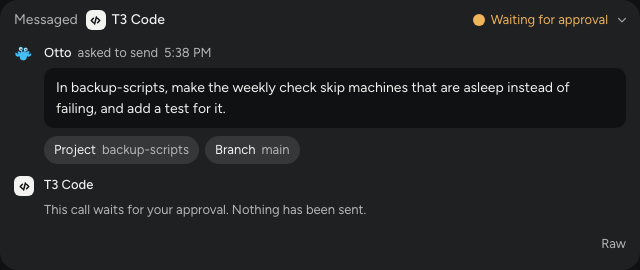 Messaged T3 Code Waiting for approval
Otto asked to send 5:38 PM
In backup-scripts, make the weekly check skip machines that are asleep instead of
failing, and add a test for it.
Project backup-scripts Branch main
T3 Code
This call waits for your approval. Nothing has been sent.
Raw